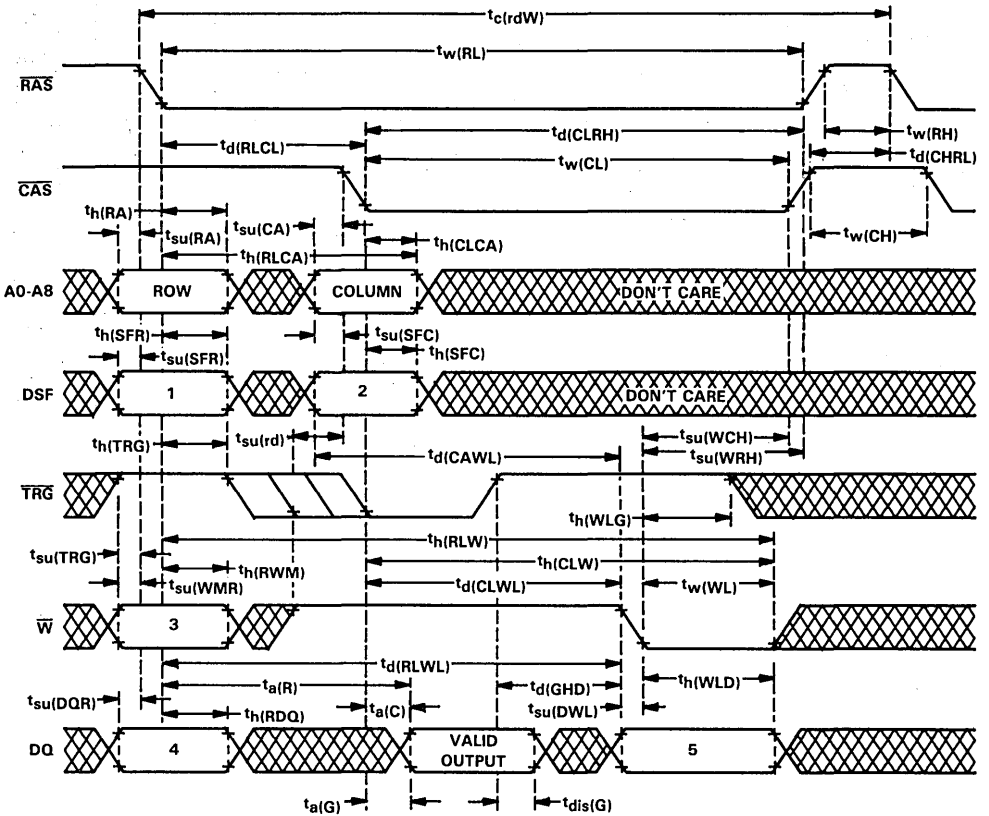 tc(rdW)
tw(RL)
RAS
td(CLRH)
tw(RH)
td(RLCL)
td(CHRL)
tw(CL)
CAS
th(RA)
tsu(CA)
tsu(RA)
th(CLCA)
tw(CH)
th(RLCA)
A0-A8
ROW
COLUMN
DON'T CARE
th(SFR)
tsu(SFC)
tsu(SFR)
th(SFC)
DSF
1
2
DON'T CARE
tsu(rd)
tsu(WCH)
th(TRG)
td(CAWL)
tsu(WRH)
TRG
th(WLG)
th(RLW)
tsu(TRG)
th(CLW)
th(RWM)
tsu(WMR)
td(CLWL)
tw(WL)
W
3
td(RLWL)
ta(R)
td(GHD)
th(WLD)
tsu(DQR)
th(RDQ)
ta(C)
tsu(DWL)
DQ
4
VALID
OUTPUT
5
ta(G)
tdis(G)